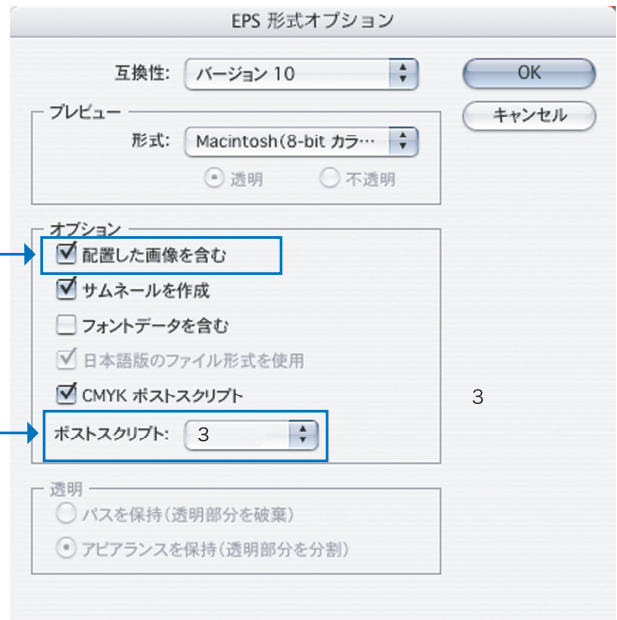 EPS 形式オプション
互換性: バージョン 10
OK
プレビュー
キャンセル
形式: Macintosh(8-bit カラ…
透明 不透明
オプション
配置した画像を含む
サムネールを作成
フォントデータを含む
日本語版のファイル形式を使用
CMYK ポストスクリプト
3
ポストスクリプト: 3
透明
パスを保持(透明部分を破棄)
アピアランスを保持(透明部分を分割)